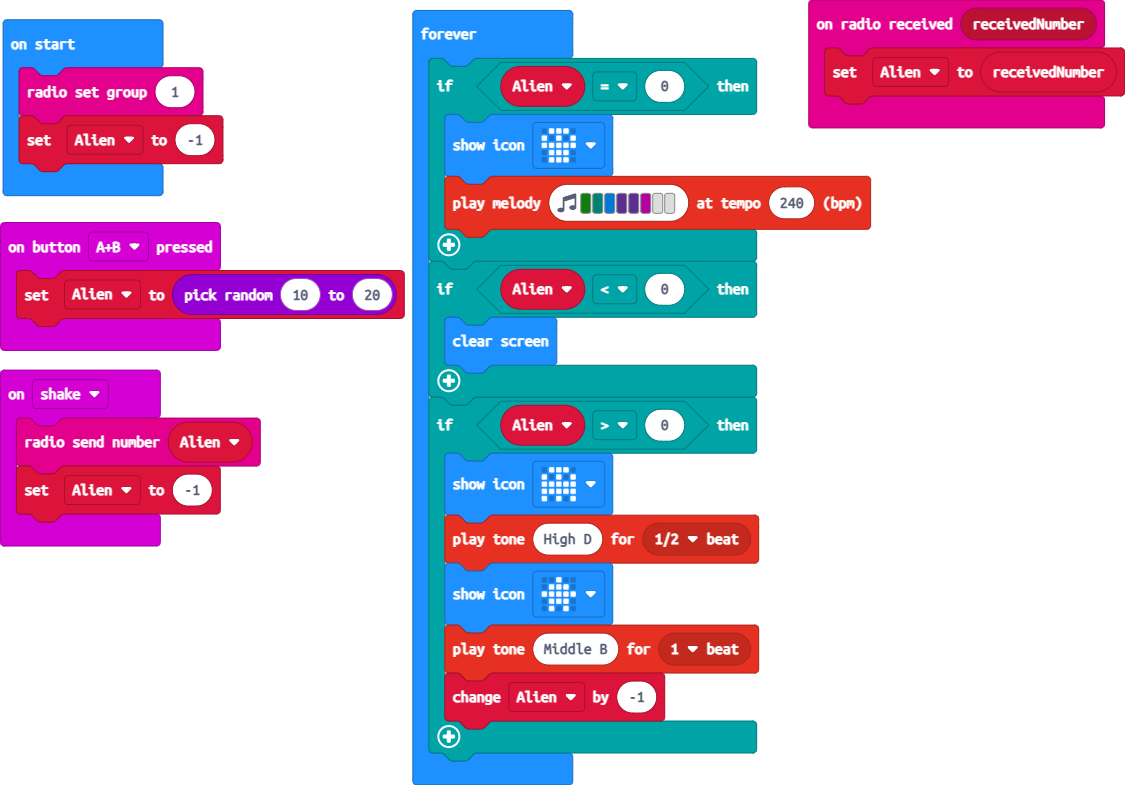 on start
radio set group 1
set Alien to -1
on button A+B pressed
set Alien to pick random 10 to 20
on shake
radio send number Alien
set Alien to -1
forever
if Alien = 0 then
show icon
play melody at tempo 240 (bpm)
if Alien < 0 then
clear screen
if Alien > 0 then
show icon
play tone High D for 1/2 beat
show icon
play tone Middle B for 1 beat
change Alien by -1
on radio received receivedNumber
set Alien to receivedNumber